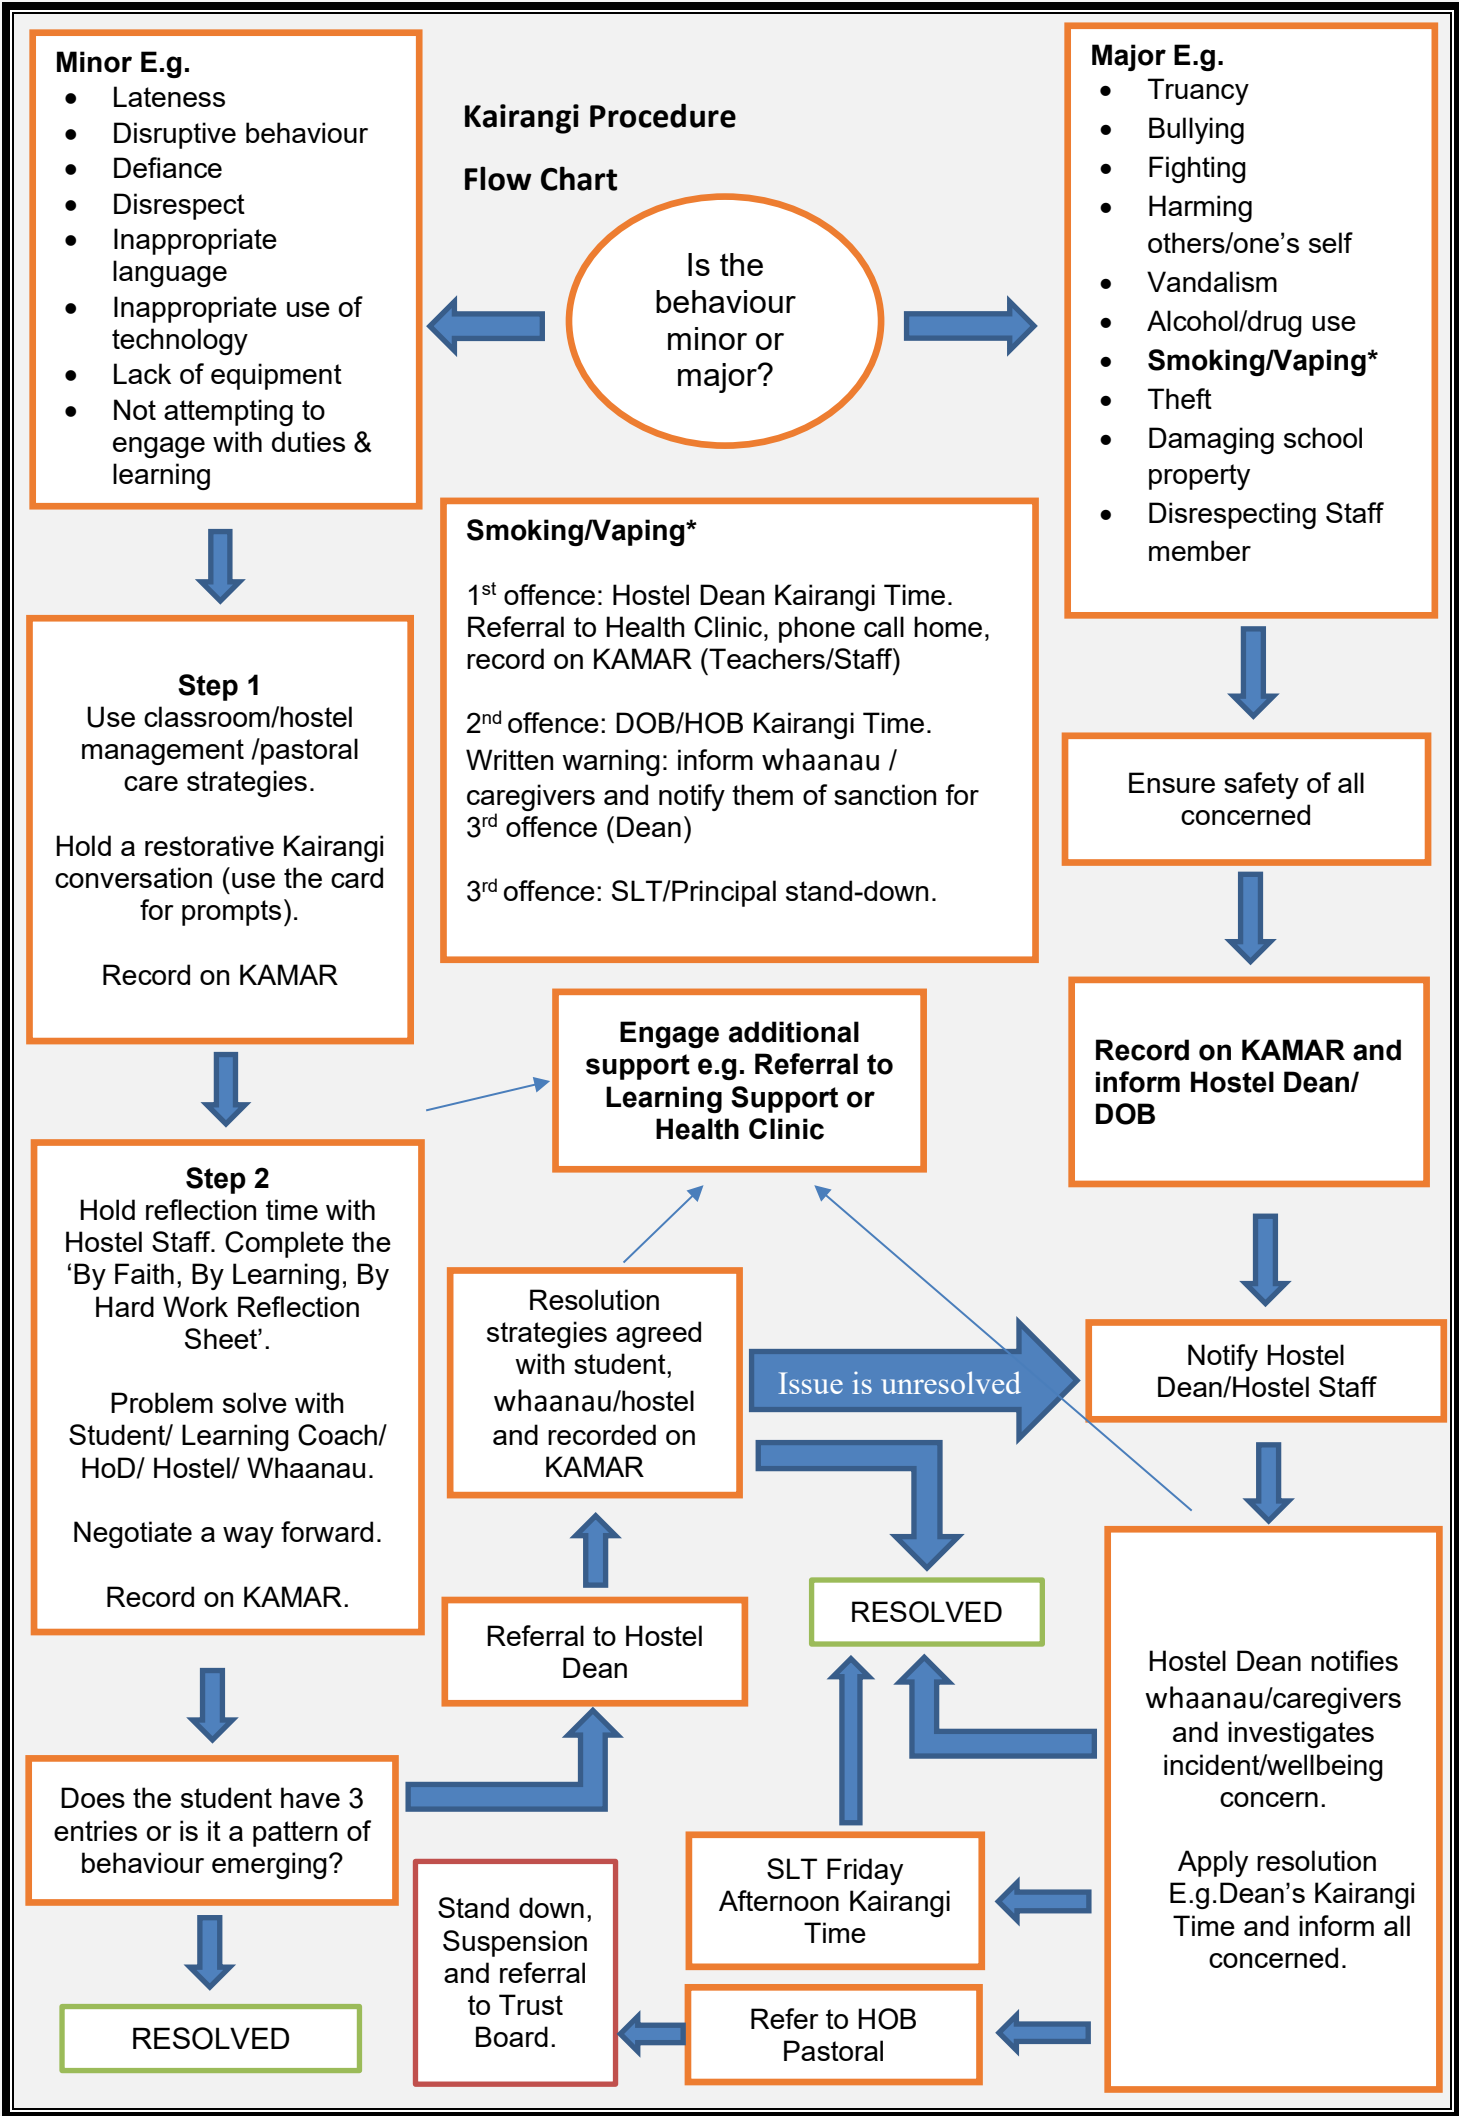 Kairangi Procedure
Flow Chart
Is the
behaviour
minor or
major?
Minor E.g.
• Lateness
• Disruptive behaviour
• Defiance
• Disrespect
• Inappropriate
language
• Inappropriate use of
technology
• Lack of equipment
• Not attempting to
engage with duties &
learning
Major E.g.
• Truancy
• Bullying
• Fighting
• Harming
others/one’s self
• Vandalism
• Alcohol/drug use
• Smoking/Vaping*
• Theft
• Damaging school
property
• Disrespecting Staff
member
Smoking/Vaping*
1st offence: Hostel Dean Kairangi Time.
Referral to Health Clinic, phone call home,
record on KAMAR (Teachers/Staff)
2nd offence: DOB/HOB Kairangi Time.
Written warning: inform whaanau /
caregivers and notify them of sanction for
3rd offence (Dean)
3rd offence: SLT/Principal stand-down.
Step 1
Use classroom/hostel
management /pastoral
care strategies.
Hold a restorative Kairangi
conversation (use the card
for prompts).
Record on KAMAR
Ensure safety of all
concerned
Engage additional
support e.g. Referral to
Learning Support or
Health Clinic
Record on KAMAR and
inform Hostel Dean/
DOB
Step 2
Hold reflection time with
Hostel Staff. Complete the
‘By Faith, By Learning, By
Hard Work Reflection
Sheet’.
Problem solve with
Student/ Learning Coach/
HoD/ Hostel/ Whaanau.
Negotiate a way forward.
Record on KAMAR.
Resolution
strategies agreed
with student,
whaanau/hostel
and recorded on
KAMAR
Issue is unresolved
Notify Hostel
Dean/Hostel Staff
RESOLVED
Referral to Hostel
Dean
Hostel Dean notifies
whaanau/caregivers
and investigates
incident/wellbeing
concern.
Apply resolution
E.g.Dean’s Kairangi
Time and inform all
concerned.
Does the student have 3
entries or is it a pattern of
behaviour emerging?
SLT Friday
Afternoon Kairangi
Time
Stand down,
Suspension
and referral
to Trust
Board.
Refer to HOB
Pastoral
RESOLVED